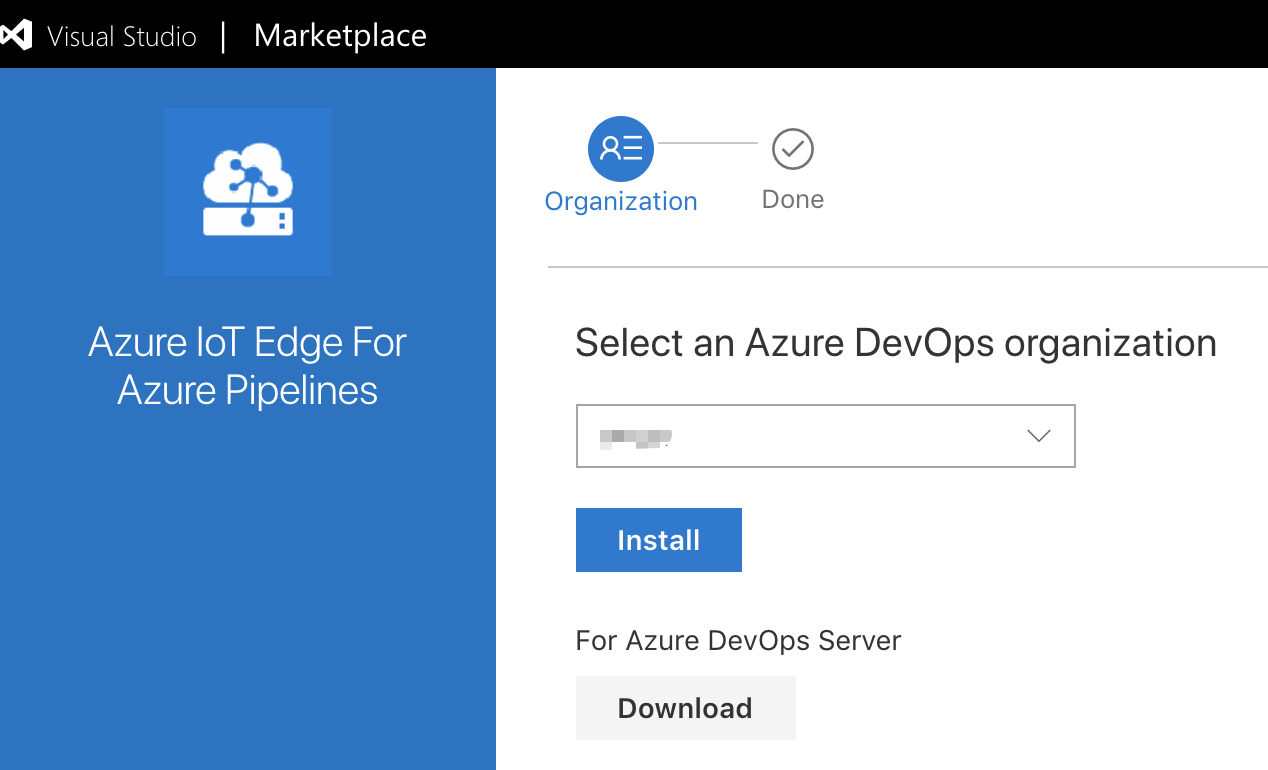 Visual Studio | Marketplace
Azure IoT Edge For
Azure Pipelines
Organization
Done
Select an Azure DevOps organization
Install
For Azure DevOps Server
Download